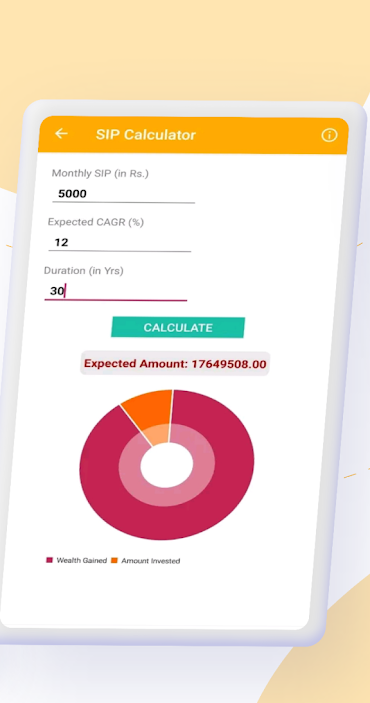 SIP Calculator
Monthly SIP (in Rs.)
5000
Expected CAGR (%)
12
Duration (in Yrs)
30
CALCULATE
Expected Amount: 17649508.00
Wealth Gained Amount Invested